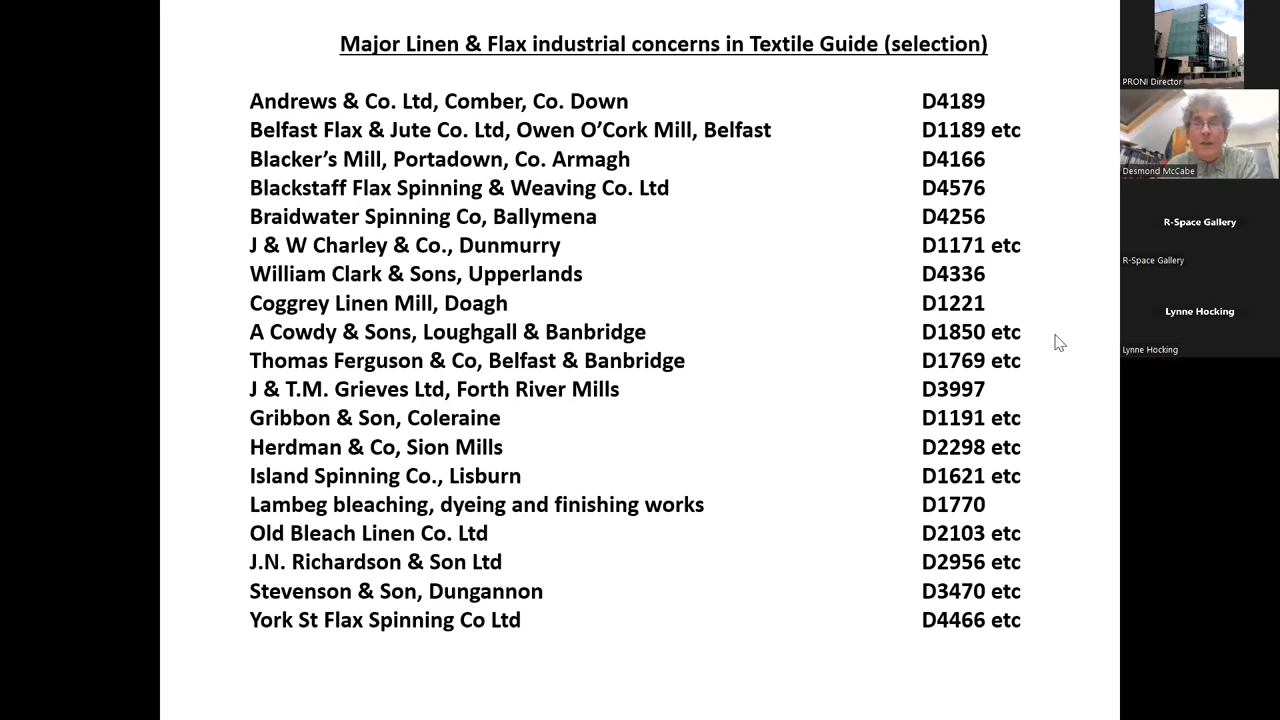 Major Linen & Flax industrial concerns in Textile Guide (selection)
Andrews & Co. Ltd, Comber, Co. Down D4189
Belfast Flax & Jute Co. Ltd, Owen O’Cork Mill, Belfast D1189 etc
Blacker’s Mill, Portadown, Co. Armagh D4166
Blackstaff Flax Spinning & Weaving Co. Ltd D4576
Braidwater Spinning Co, Ballymena D4256
J & W Charley & Co., Dunmurry D1171 etc
William Clark & Sons, Upperlands D4336
Coggrey Linen Mill, Doagh D1221
A Cowdy & Sons, Loughgall & Banbridge D1850 etc
Thomas Ferguson & Co, Belfast & Banbridge D1769 etc
J & T.M. Grieves Ltd, Forth River Mills D3997
Gribbon & Son, Coleraine D1191 etc
Herdman & Co, Sion Mills D2298 etc
Island Spinning Co., Lisburn D1621 etc
Lambeg bleaching, dyeing and finishing works D1770
Old Bleach Linen Co. Ltd D2103 etc
J.N. Richardson & Son Ltd D2956 etc
Stevenson & Son, Dungannon D3470 etc
York St Flax Spinning Co Ltd D4466 etc
PRONI Director
Desmond McCabe
R-Space Gallery
R-Space Gallery
Lynne Hocking
Lynne Hocking